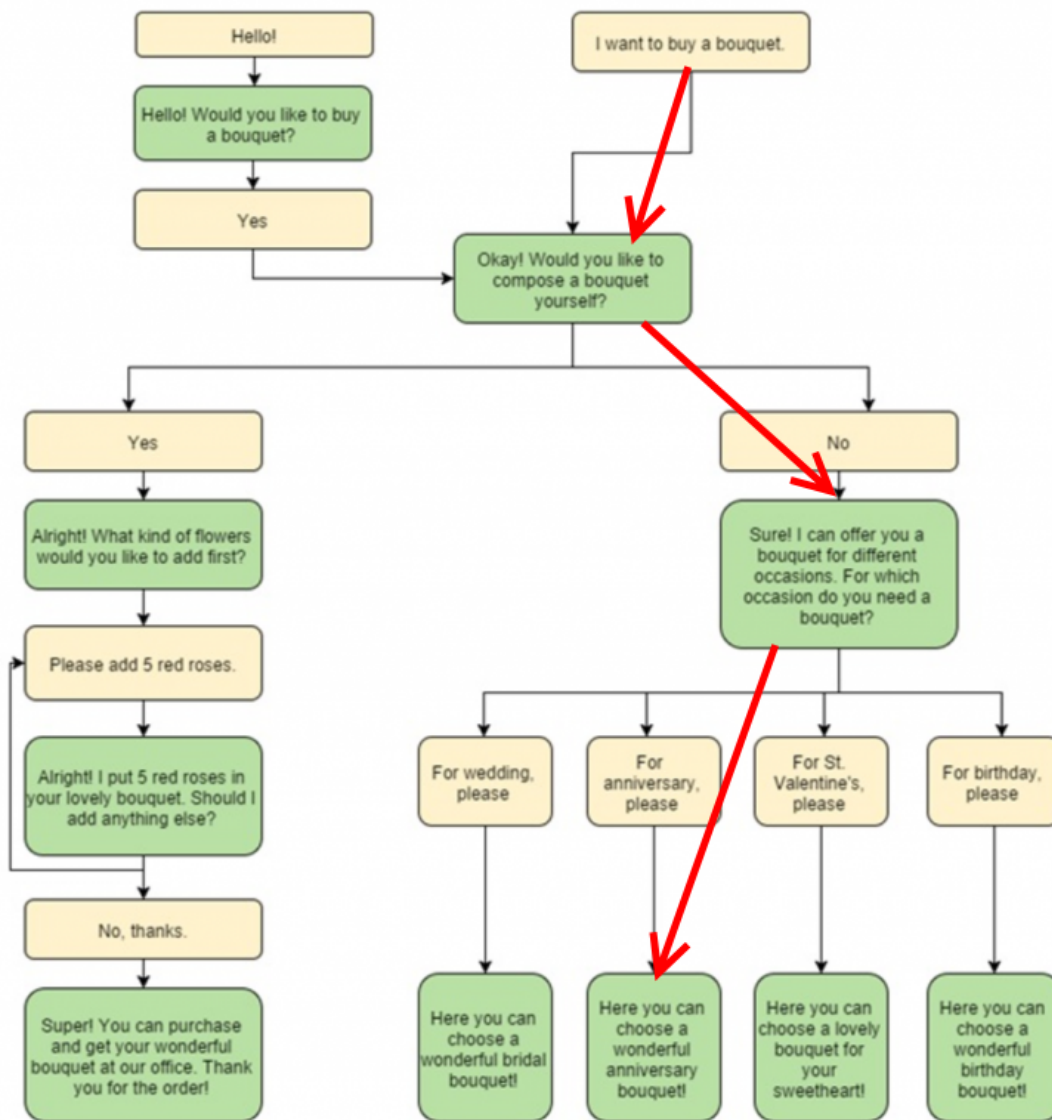 Hello!
I want to buy a bouquet.
Hello! Would you like to buy
a bouquet?
Yes
Okay! Would you like to
compose a bouquet
yourself?
Yes
No
Alright! What kind of flowers
would you like to add first?
Sure! I can offer you a
bouquet for different
occasions. For which
occasion do you need a
bouquet?
Please add 5 red roses.
Alright! I put 5 red roses in
your lovely bouquet. Should I
add anything else?
For wedding,
please
For
anniversary,
please
For St.
Valentine's,
please
For birthday,
please
No, thanks.
Super! You can purchase
and get your wonderful
bouquet at our office. Thank
you for the order!
Here you can
choose a
wonderful bridal
bouquet!
Here you can
choose a
wonderful
anniversary
bouquet!
Here you can
choose a lovely
bouquet for
your
sweetheart!
Here you can
choose a
wonderful
birthday
bouquet!